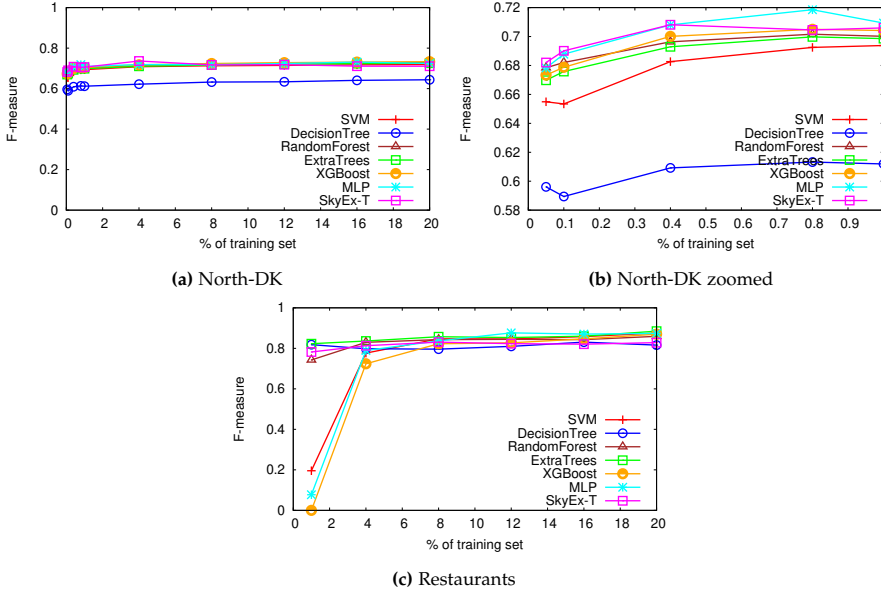 1
0.8
0.6
0.4
0.2
0
F-measure
0 2 4 6 8 10 12 14 16 18 20
% of training set
SVM
DecisionTree
RandomForest
ExtraTrees
XGBoost
MLP
SkyEx-T
(a) North-DK
0.72
0.7
0.68
0.66
0.64
0.62
0.6
0.58
F-measure
0 0.1 0.2 0.3 0.4 0.5 0.6 0.7 0.8 0.9
% of training set
SVM
DecisionTree
RandomForest
ExtraTrees
XGBoost
MLP
SkyEx-T
(b) North-DK zoomed
1
0.8
0.6
0.4
0.2
0
F-measure
0 2 4 6 8 10 12 14 16 18 20
% of training set
SVM
DecisionTree
RandomForest
ExtraTrees
XGBoost
MLP
SkyEx-T
(c) Restaurants